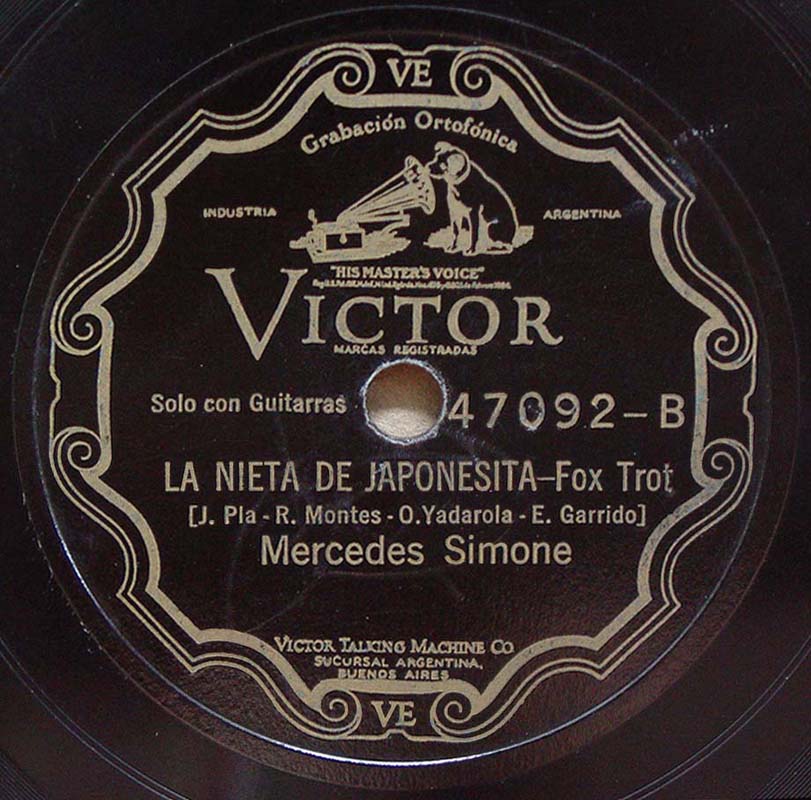 VE
Grabación Ortofónica
INDUSTRIA ARGENTINA
"HIS MASTER'S VOICE"
VICTOR
MARCAS REGISTRADAS
Solo con Guitarras 47092-B
LA NIETA DE JAPONESITA-Fox Trot
[J. Pla - R. Montes - O. Yadarola - E. Garrido]
Mercedes Simone
VICTOR TALKING MACHINE CO.
SUCURSAL ARGENTINA,
BUENOS AIRES
VE